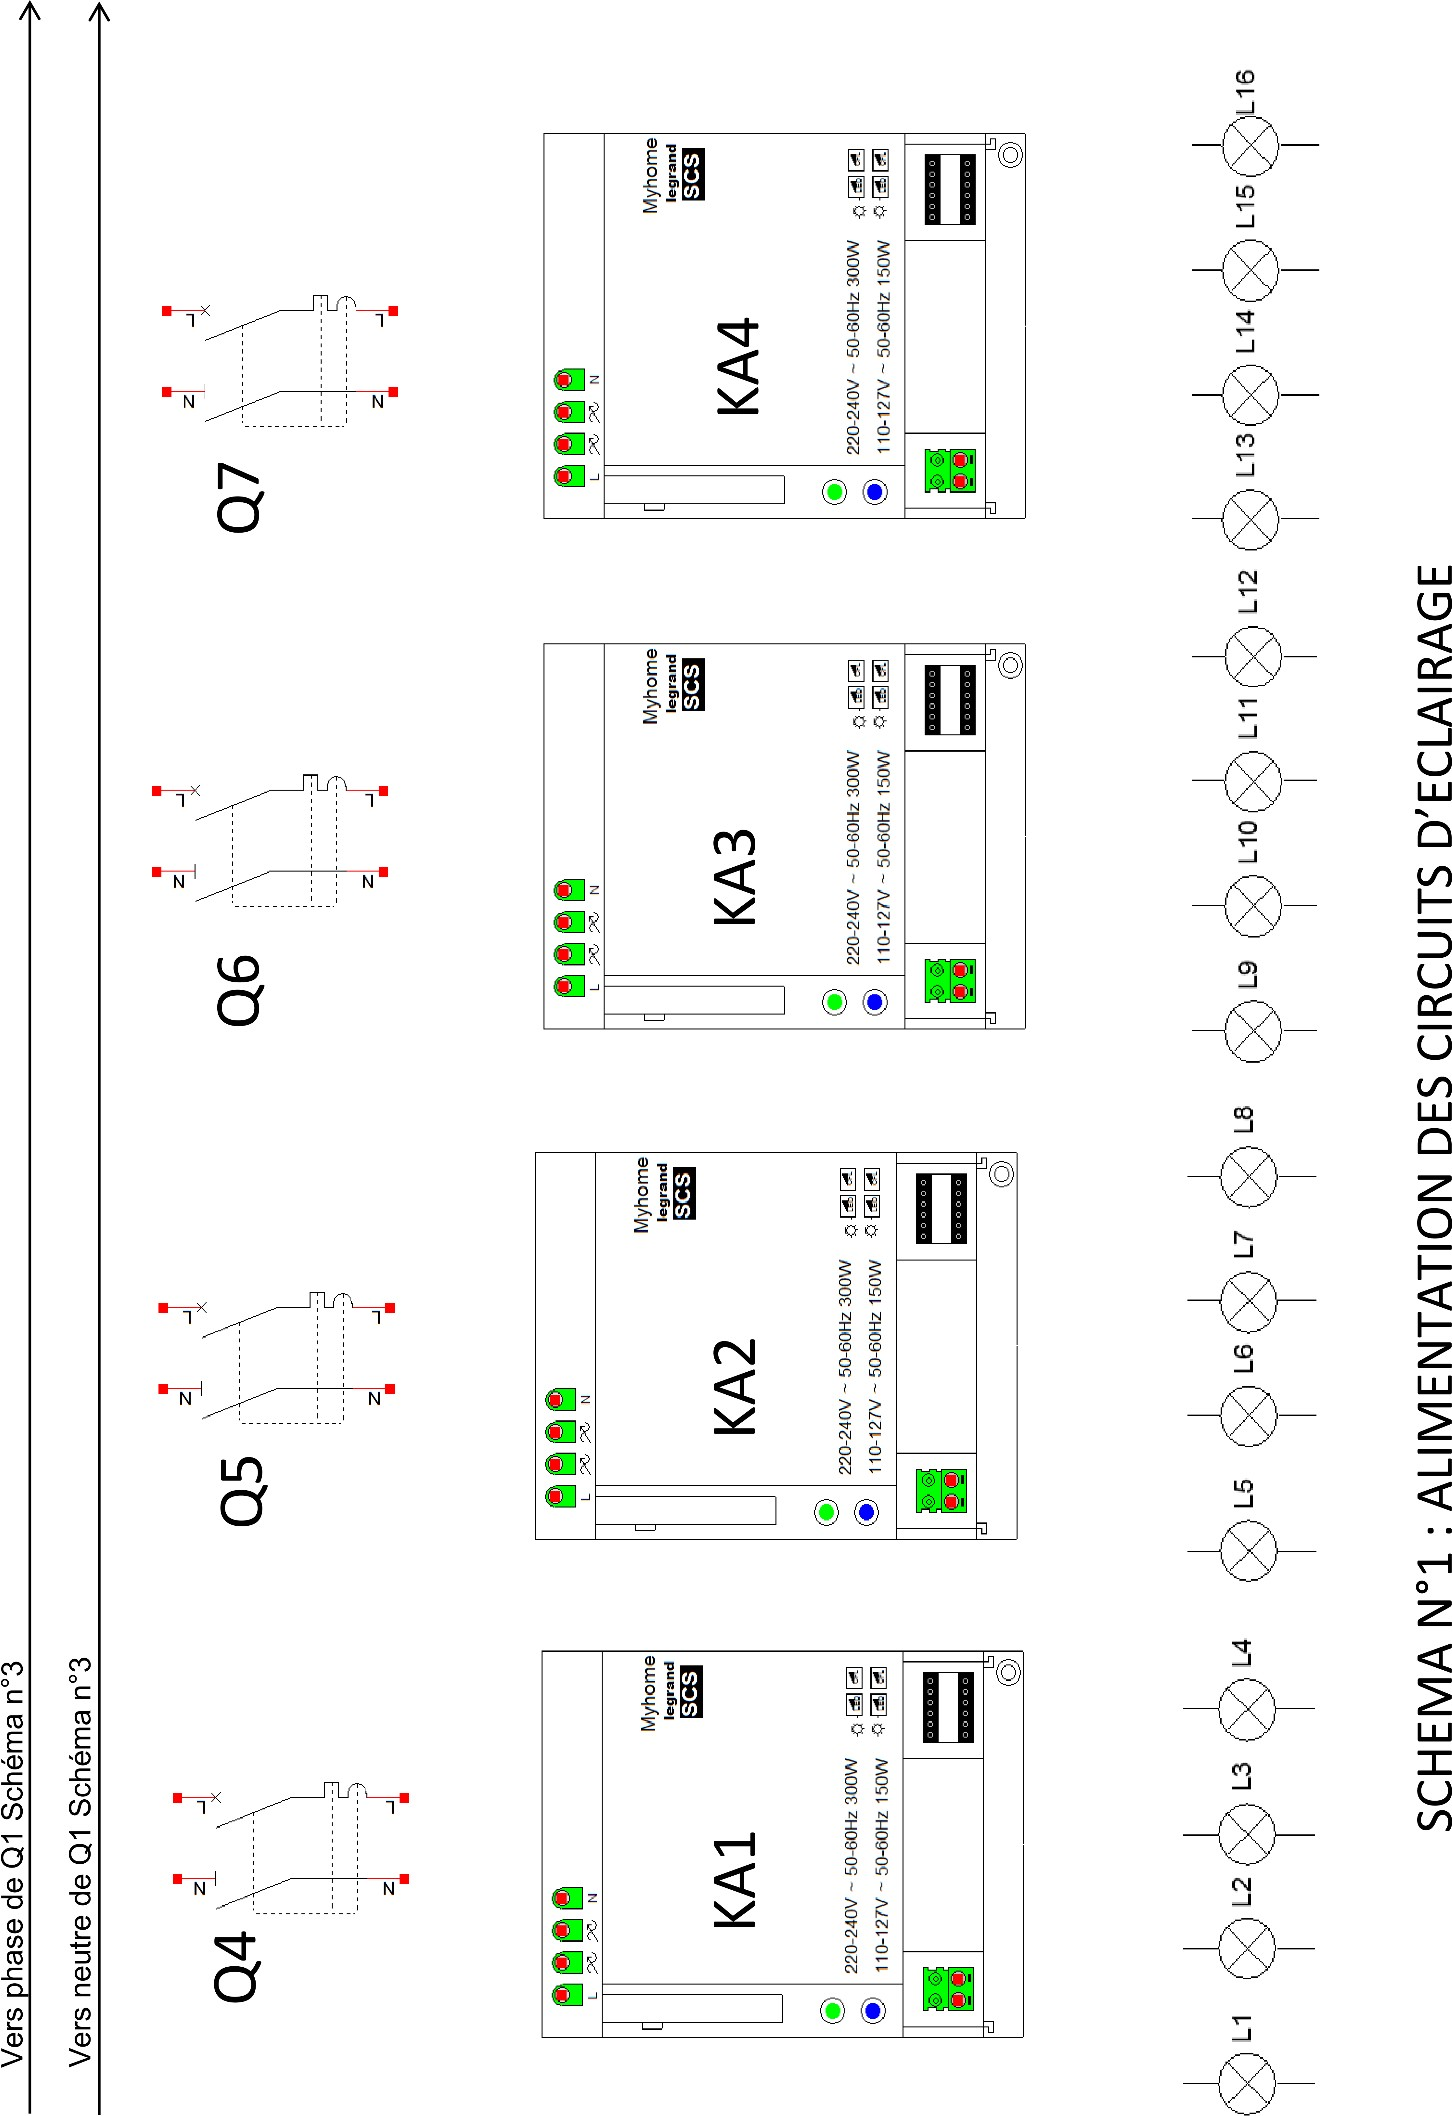 Vers phase de Q1 Schéma n°3
Vers neutre de Q1 Schéma n°3
Q4
L
N
L
N
Q5
L
N
L
N
Q6
L
N
L
N
Q7
L
N
L
N
KA1
L
N
Myhome
legrand
SCS
220-240V ~ 50-60Hz 300W
110-127V ~ 50-60Hz 150W
KA2
L
N
Myhome
legrand
SCS
220-240V ~ 50-60Hz 300W
110-127V ~ 50-60Hz 150W
KA3
L
N
Myhome
legrand
SCS
220-240V ~ 50-60Hz 300W
110-127V ~ 50-60Hz 150W
KA4
L
N
Myhome
legrand
SCS
220-240V ~ 50-60Hz 300W
110-127V ~ 50-60Hz 150W
L1 L2 L3 L4 L5 L6 L7 L8 L9 L10 L11 L12 L13 L14 L15 L16
SCHEMA N°1 : ALIMENTATION DES CIRCUITS D'ECLAIRAGE